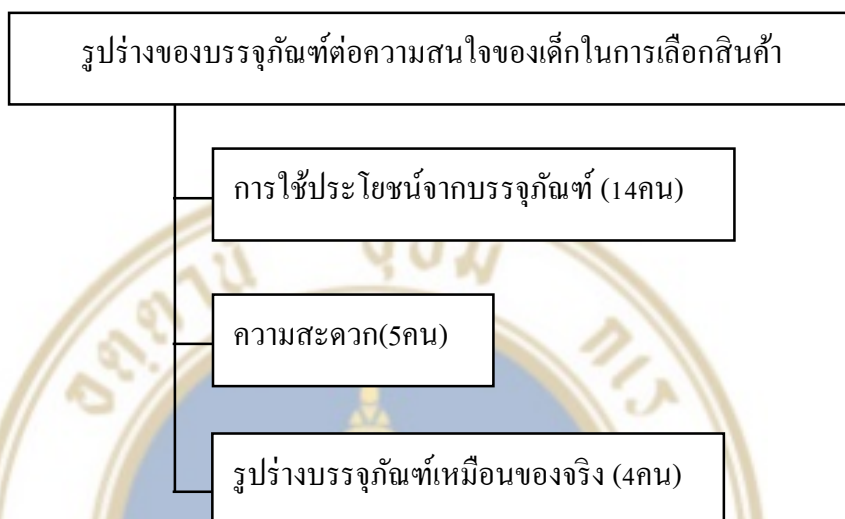 รูปร่างของบรรจุภัณฑ์ต่อความสนใจของเด็กในการเลือกสินค้า
การใช้ประโยชน์จากบรรจุภัณฑ์ (14คน)
ความสะดวก(5คน)
รูปร่างบรรจุภัณฑ์เหมือนของจริง (4คน)